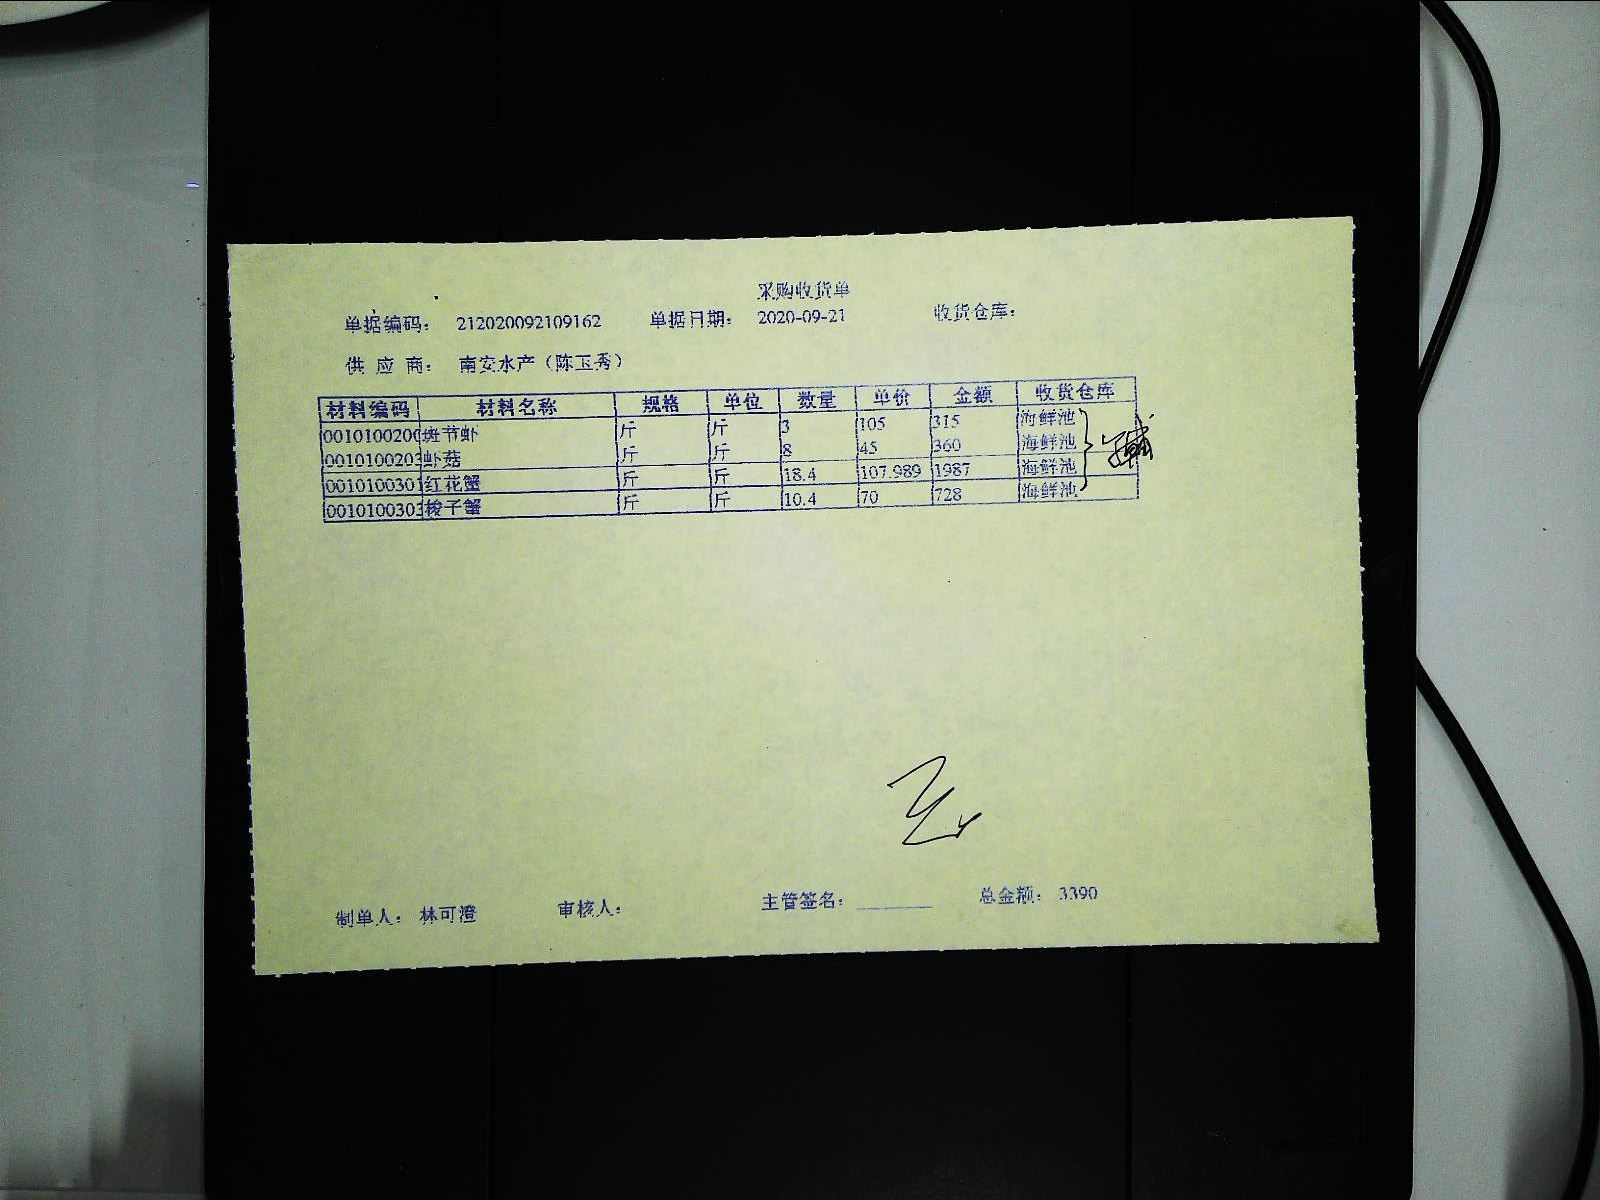 采购收货单
单据编码： 212020092109162 单据日期： 2020-09-21 收货仓库：
供 应 商： 南安水产（陈玉秀）
材料编码 材料名称 规格 单位 数量 单价 金额 收货仓库
0010100200 斑节虾 斤 斤 3 105 315 海鲜池
001010020 虾菇 斤 斤 8 45 360 海鲜池
0010100301 红花蟹 斤 斤 18.4 107.989 1987 海鲜池
001010030 梭子蟹 斤 斤 10.4 70 728 海鲜池
制单人： 林可澄 审核人： 主管签名： 总金额： 3390